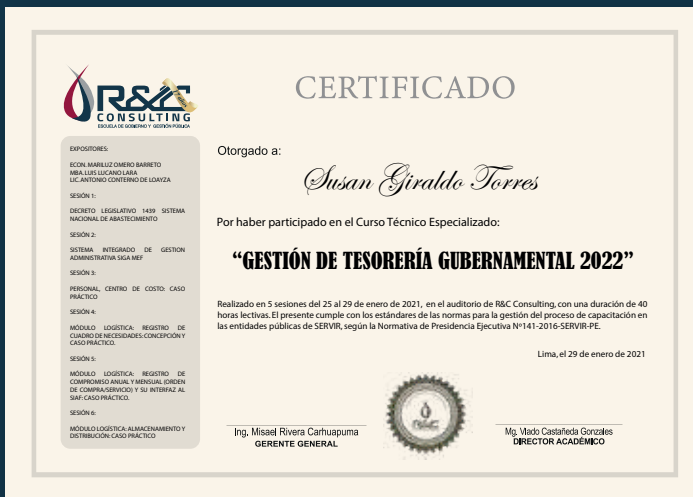 R&C
CONSULTING
ESCUELA DE GOBIERNO Y GESTIÓN PÚBLICA
CERTIFICADO
EXPOSITORES:
ECON. MARILUZ OMERO BARRETO
MBA. LUIS LUCANO LARA
LIC. ANTONIO CONTERNO DE LOAYZA
SESIÓN 1:
DECRETO LEGISLATIVO 1439 SISTEMA
NACIONAL DE ABASTECIMIENTO
SESIÓN 2:
SISTEMA INTEGRADO DE GESTION
ADMINISTRATIVA SIGA MEF
SESIÓN 3:
PERSONAL, CENTRO DE COSTO: CASO
PRÁCTICO
SESIÓN 4:
MÓDULO LOGÍSTICA: REGISTRO DE
CUADRO DE NECESIDADES: CONCEPCIÓN Y
CASO PRÁCTICO.
SESIÓN 5:
MÓDULO LOGÍSTICA: REGISTRO DE
COMPROMISO ANUAL Y MENSUAL (ORDEN
DE COMPRA/SERVICIO) Y SU INTERFAZ AL
SIAF: CASO PRÁCTICO.
SESIÓN 6:
MÓDULO LOGÍSTICA: ALMACENAMIENTO Y
DISTRIBUCIÓN: CASO PRÁCTICO
Otorgado a:
Susan Giraldo Torres
Por haber participado en el Curso Técnico Especializado:
“GESTIÓN DE TESORERÍA GUBERNAMENTAL 2022”
Realizado en 5 sesiones del 25 al 29 de enero de 2021, en el auditorio de R&C Consulting, con una duración de 40
horas lectivas. El presente cumple con los estándares de las normas para la gestión del proceso de capacitación en
las entidades públicas de SERVIR, según la Normativa de Presidencia Ejecutiva Nº141-2016-SERVIR-PE.
Lima, el 29 de enero de 2021
Ing. Misael Rivera Carhuapuma
GERENTE GENERAL
Mg. Vlado Castañeda Gonzales
DIRECTOR ACADÉMICO